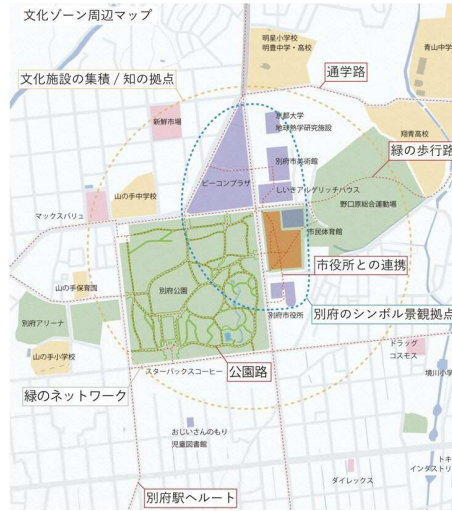 文化ゾーン周辺マップ
明星小学校
明豊中学・高校
青山中学
文化施設の集積 / 知の拠点
通学路
新鮮市場
京都大学
地球熱学研究施設
翔青高校
別府市美術館
緑の歩行路
ビーコンプラザ
山の手中学校
しいきアルゲリッチハウス
野口原総合運動場
マックスバリュ
市民体育館
市役所との連携
山の手保育園
別府公園
別府市役所
別府のシンボル景観拠点
別府アリーナ
ドラッグ
コスモス
山の手小学校
スターバックスコーヒー
公園路
境川小学
緑のネットワーク
おじいさんのもり
児童図書館
トキ
インダストリ
ダイレックス
別府駅へルート